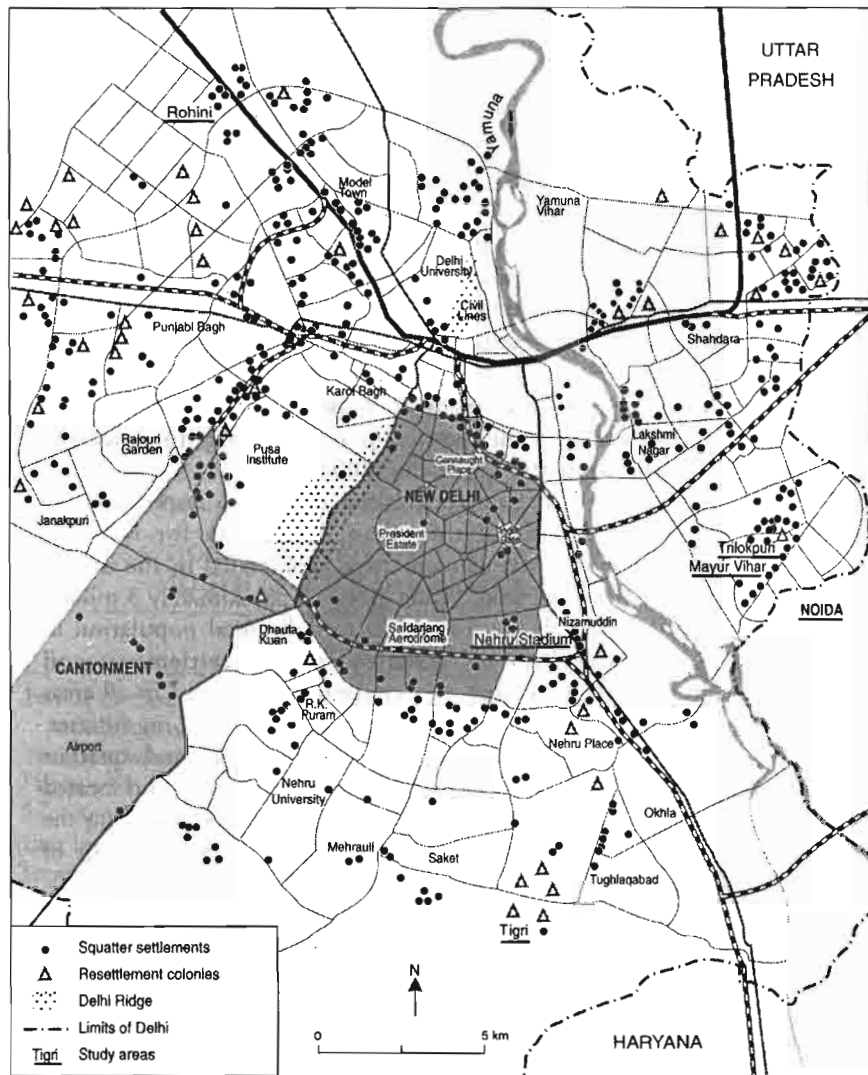 UTTAR
PRADESH
Rohini
Yamuna
Model
Town
Yamuna
Vihar
Delhi
University
Civil
Lines
Punjabi Bagh
Shahdara
Karol Bagh
Rajouri
Garden
Pusa
Institute
Lakshmi
Nagar
Connaught
Place
NEW DELHI
Janakpuri
President
Estate
Trilokpuri
Mayur Vihar
NOIDA
Nizamuddin
Dhaula
Kuan
Safdarjang
Aerodrome
Nehru Stadium
CANTONMENT
R.K.
Puram
Airport
Nehru Place
Nehru
University
Okhla
Mehrauli
Saket
Tughlaqabad
Tigri
Squatter settlements
Resettlement colonies
Delhi Ridge
Limits of Delhi
Tigri Study areas
N
0 5 km
HARYANA